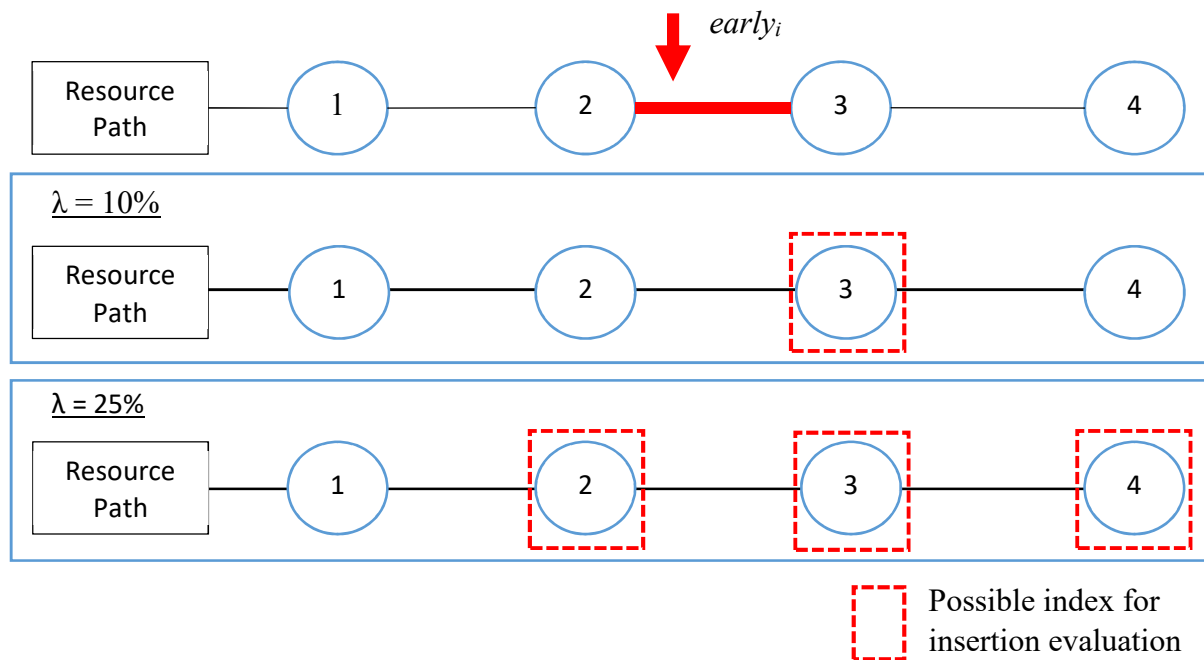 early_i
Resource
Path
1
2
3
4
λ = 10%
Resource
Path
1
2
3
4
λ = 25%
Resource
Path
1
2
3
4
Possible index for
insertion evaluation